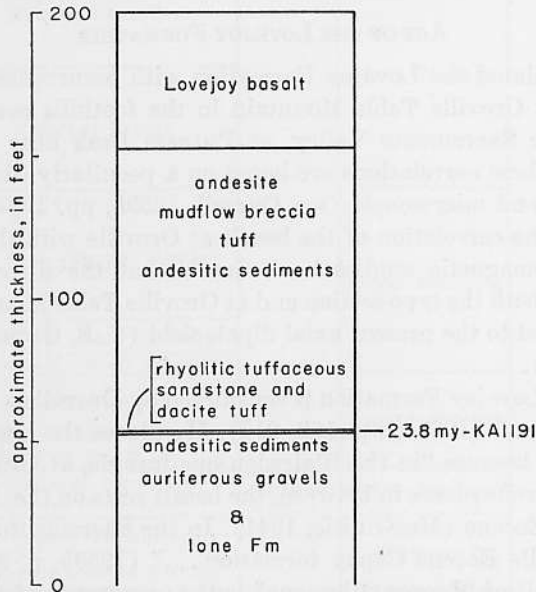 200
Lovejoy basalt
andesite
mudflow breccia
tuff
andesitic sediments
100
approximate thickness, in feet
rhyolitic tuffaceous
sandstone and
dacite tuff
23.8 my-KA1191
andesitic sediments
auriferous gravels
&
Ione Fm
0